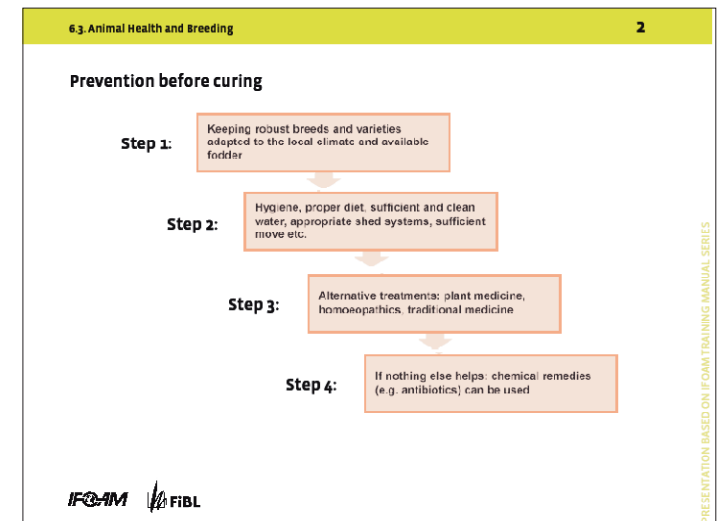 6.3. Animal Health and Breeding 2
Prevention before curing
Step 1:
Keeping robust breeds and varieties
adapted to the local climate and available
fodder
Step 2:
Hygiene, proper diet, sufficient and clean
water, appropriate shed systems, sufficient
move etc.
Step 3:
Alternative treatments: plant medicine,
homoeopathics, traditional medicine
Step 4:
If nothing else helps: chemical remedies
(e.g. antibiotics) can be used
PRESENTATION BASED ON IFOAM TRAINING MANUAL SERIES
IFOAM FiBL